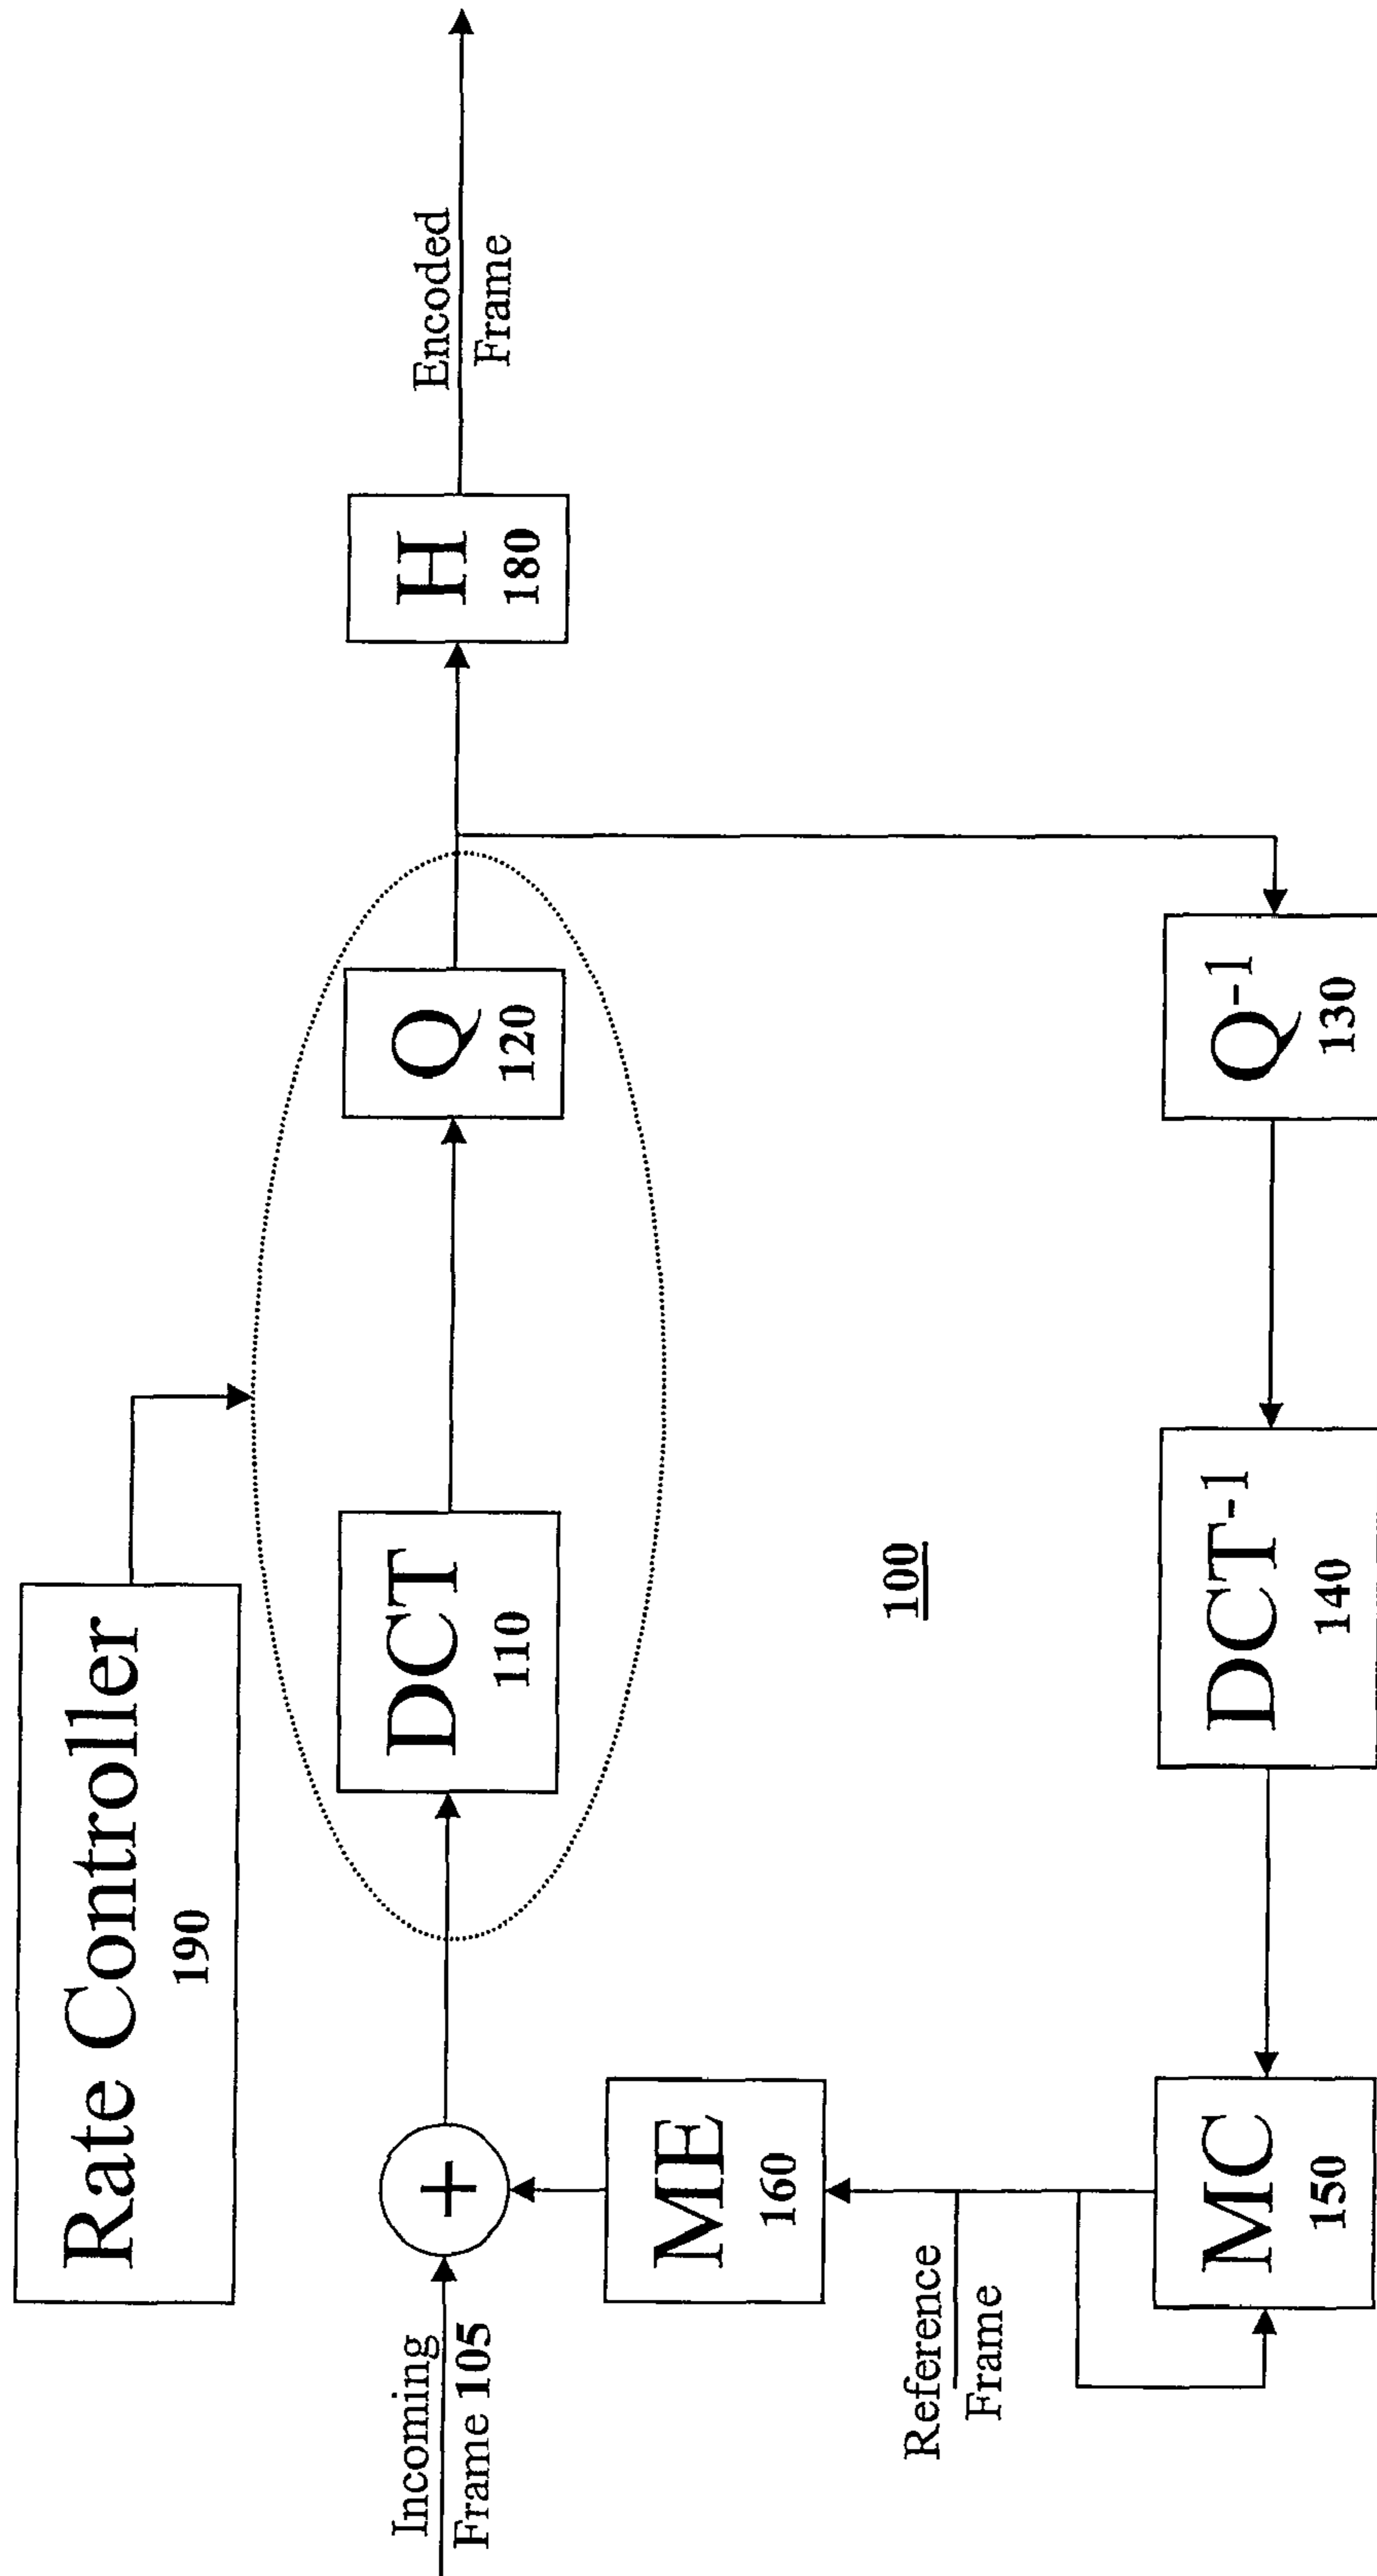 Rate Controller
190
Incoming
Frame 105
+
DCT
110
Q
120
H
180
Encoded
Frame
ME
160
100
Reference
Frame
MC
150
DCT-1
140
Q-1
130